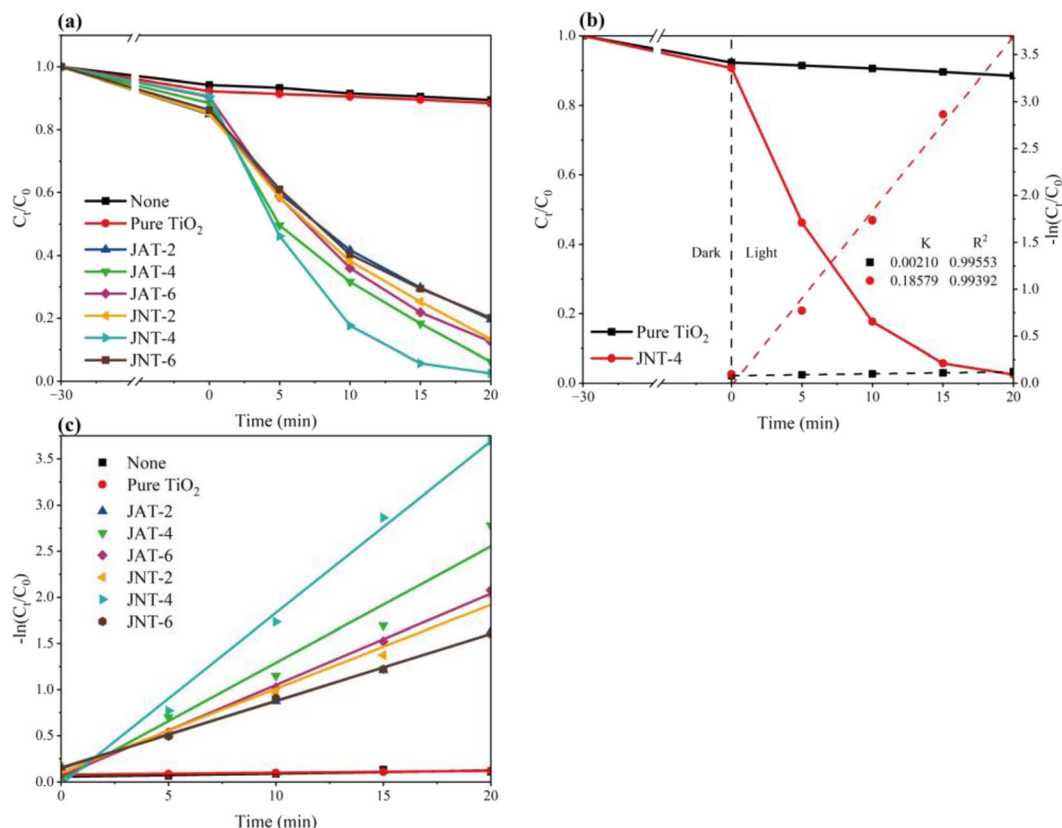 (a)
1.0
0.8
0.6
0.4
0.2
0.0
Cₜ/C₀
None
Pure TiO₂
JAT-2
JAT-4
JAT-6
JNT-2
JNT-4
JNT-6
−30 0 5 10 15 20
Time (min)
(b)
1.0
0.8
0.6
0.4
0.2
0.0
Cₜ/C₀
Dark Light
K R²
0.00210 0.99553
0.18579 0.99392
Pure TiO₂
JNT-4
3.5
3.0
2.5
2.0
1.5
1.0
0.5
0.0
-ln(Cₜ/C₀)
−30 0 5 10 15 20
Time (min)
(c)
3.5
3.0
2.5
2.0
1.5
1.0
0.5
0.0
-ln(Cₜ/C₀)
None
Pure TiO₂
JAT-2
JAT-4
JAT-6
JNT-2
JNT-4
JNT-6
0 5 10 15 20
Time (min)